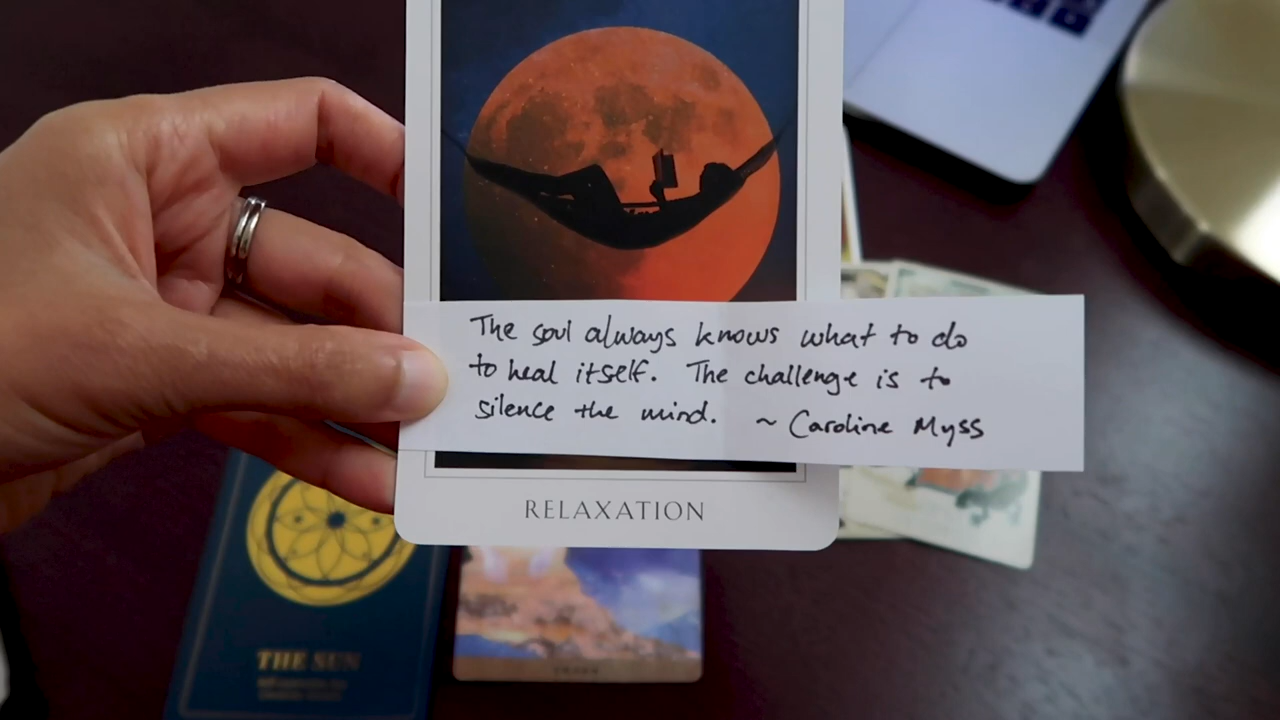 The soul always knows what to do
to heal itself. The challenge is to
silence the mind. ~ Caroline Myss
RELAXATION
THE SUN